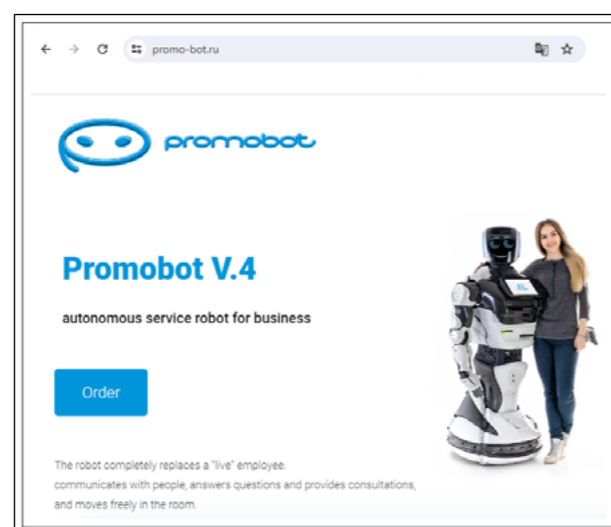 promo-bot.ru
promobot
Promobot V.4
autonomous service robot for business
Order
The robot completely replaces a "live" employee:
communicates with people, answers questions and provides consultations,
and moves freely in the room.